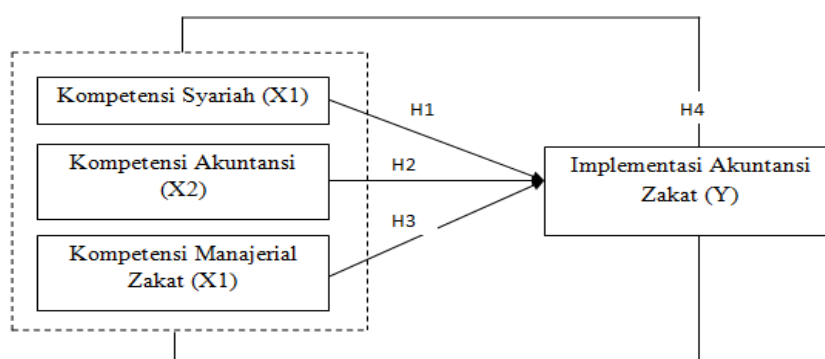 Kompetensi Syariah (X1)
H1
H4
Kompetensi Akuntansi
(X2)
H2
Implementasi Akuntansi
Zakat (Y)
H3
Kompetensi Manajerial
Zakat (X1)